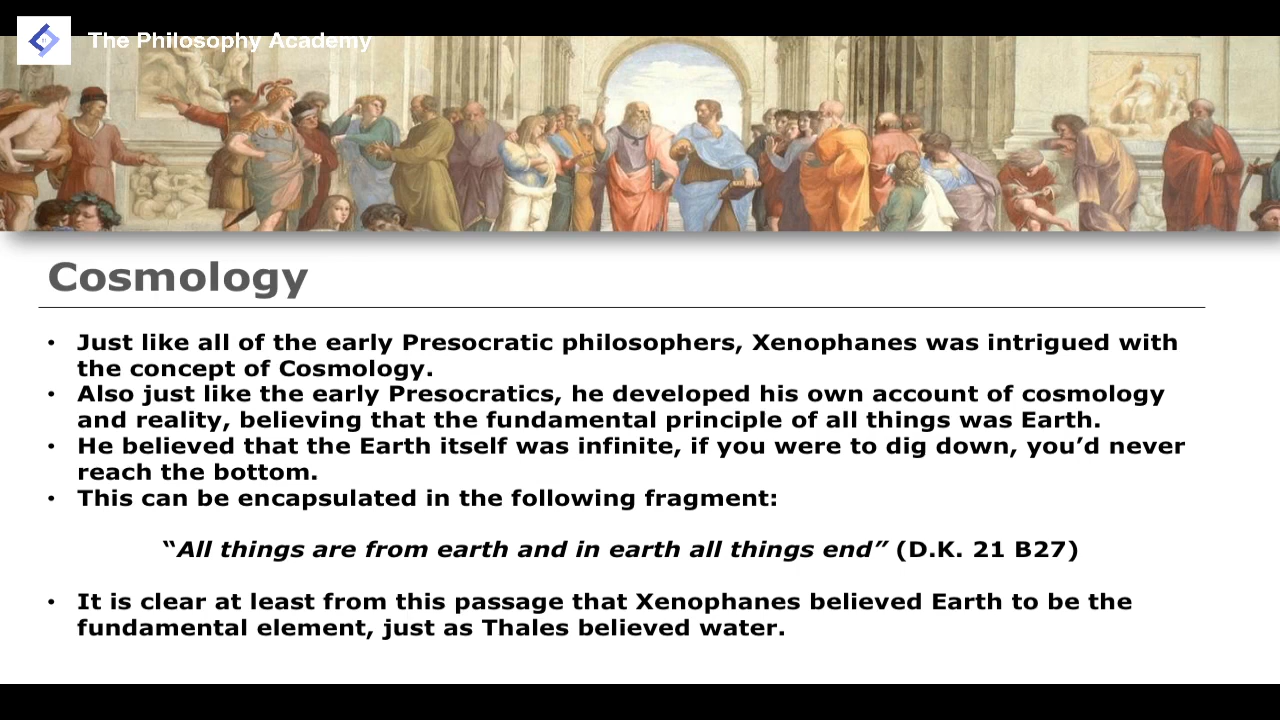 The Philosophy Academy
Cosmology
• Just like all of the early Presocratic philosophers, Xenophanes was intrigued with
the concept of Cosmology.
• Also just like the early Presocratics, he developed his own account of cosmology
and reality, believing that the fundamental principle of all things was Earth.
• He believed that the Earth itself was infinite, if you were to dig down, you’d never
reach the bottom.
• This can be encapsulated in the following fragment:
“All things are from earth and in earth all things end” (D.K. 21 B27)
• It is clear at least from this passage that Xenophanes believed Earth to be the
fundamental element, just as Thales believed water.